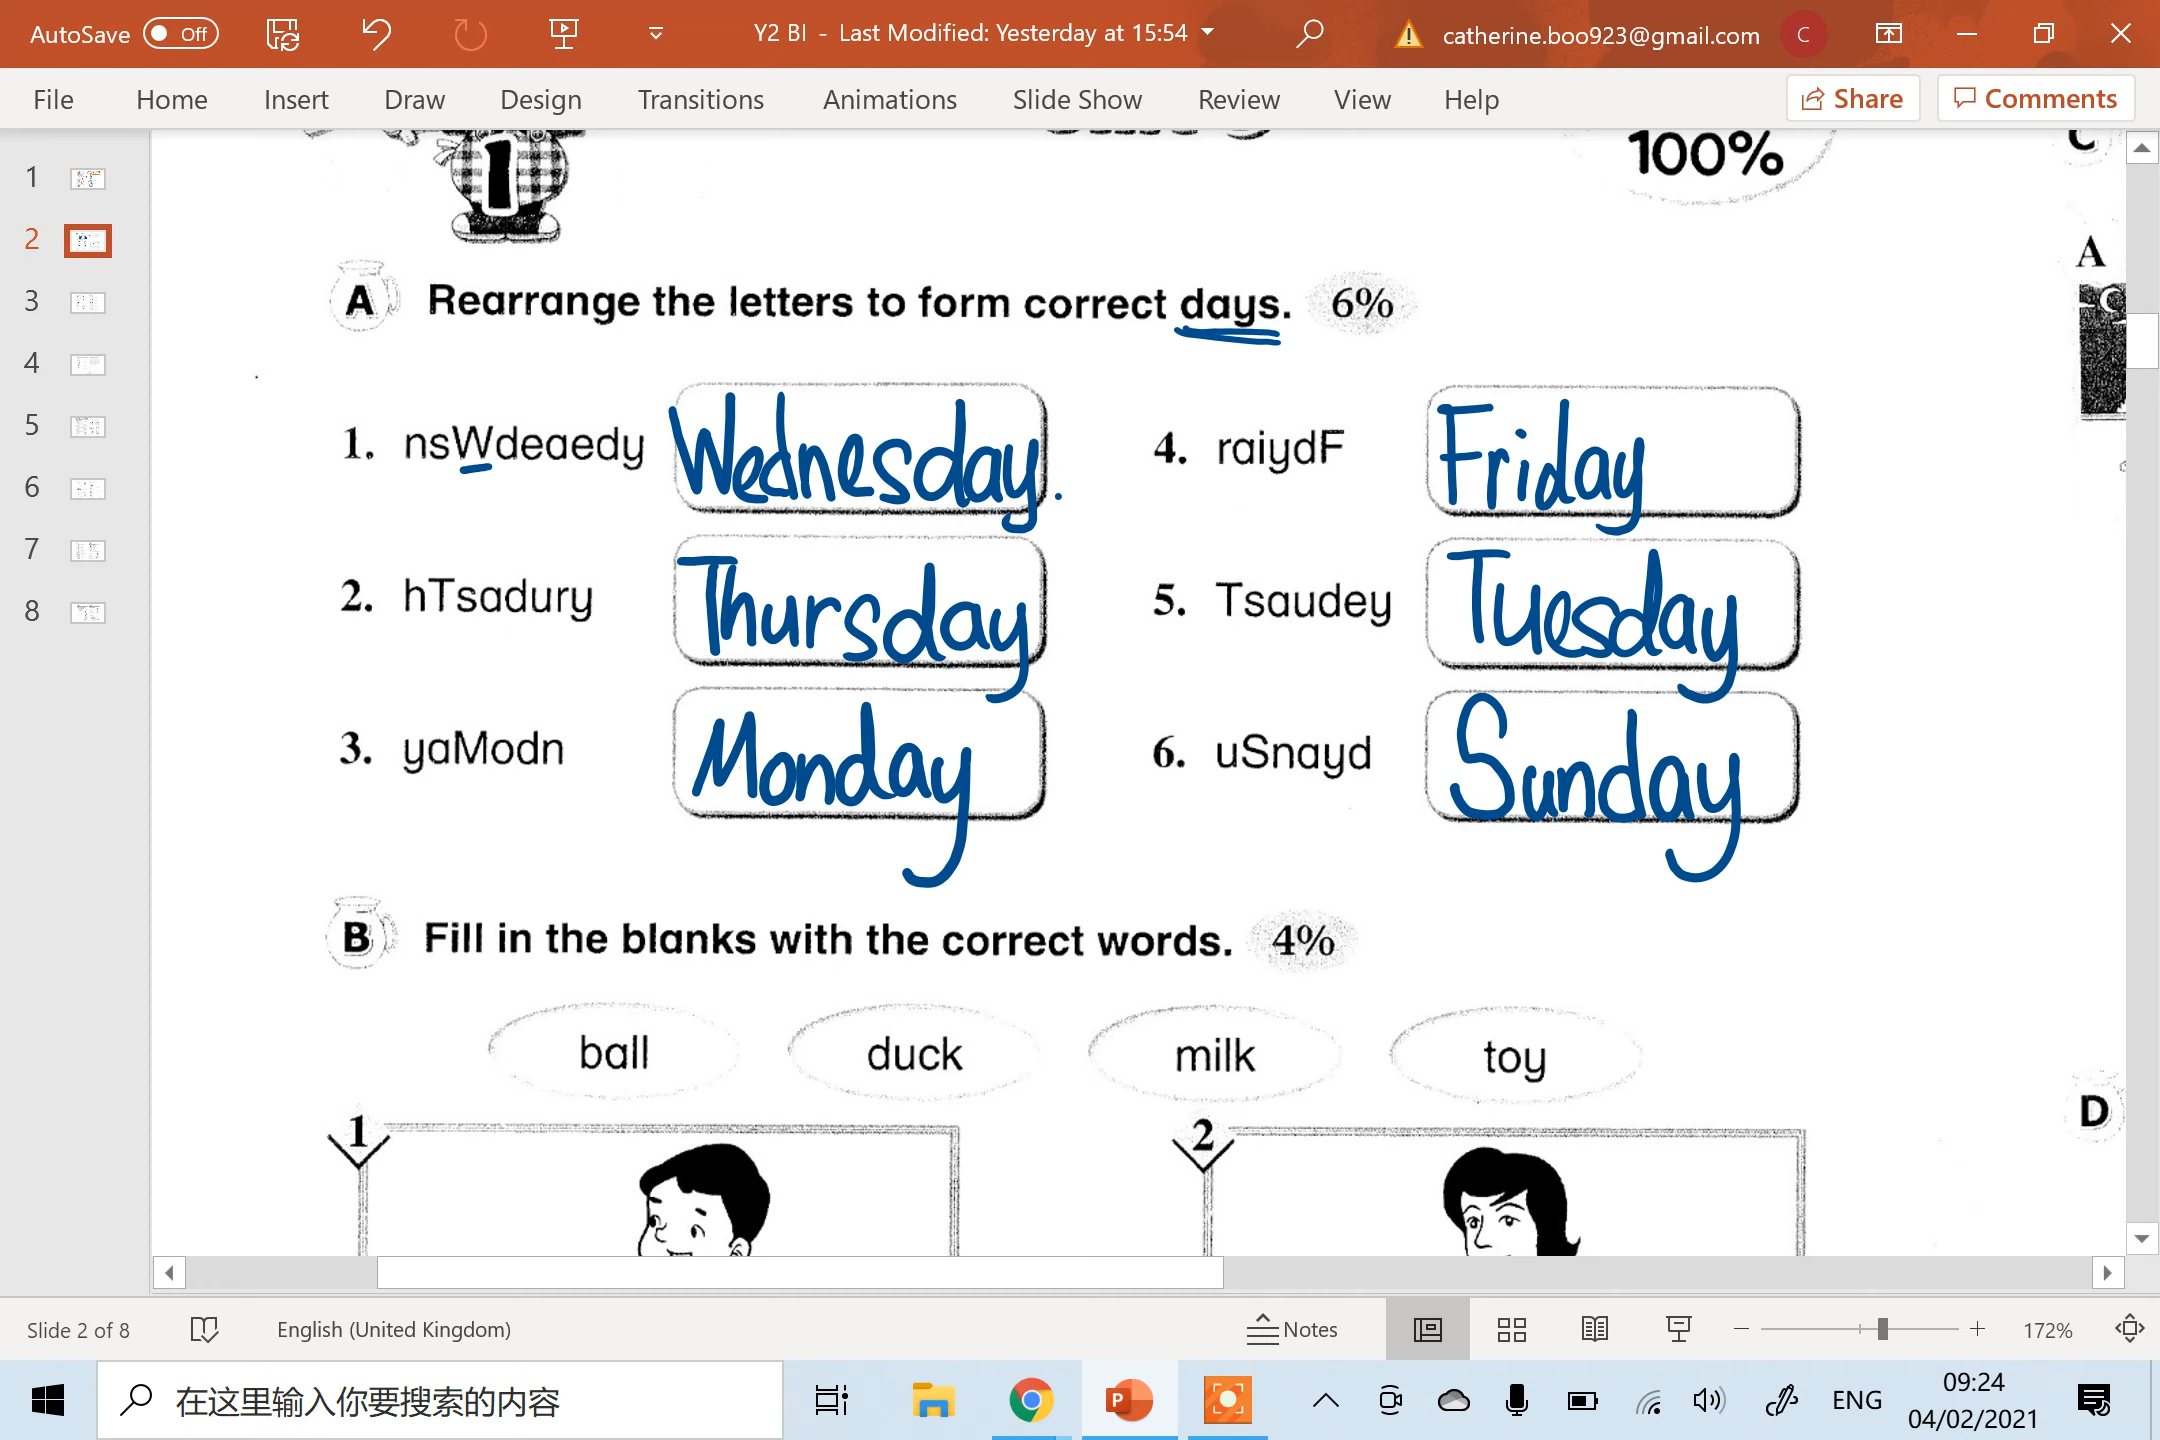 AutoSave Off Y2 BI - Last Modified: Yesterday at 15:54 catherine.boo923@gmail.com C
File Home Insert Draw Design Transitions Animations Slide Show Review View Help Share Comments
1
2
3
4
5
6
7
8
1 100%
C
A
A Rearrange the letters to form correct days. 6%
1. nsWdeaedy Wednesday. 4. raiydF Friday
2. hTsadury Thursday 5. Tsaudey Tuesday
3. yaModn Monday 6. uSnayd Sunday
B Fill in the blanks with the correct words. 4%
ball duck milk toy
D
1 2
Slide 2 of 8 English (United Kingdom) Notes 172%
在这里输入你要搜索的内容 P ENG 09:24
04/02/2021